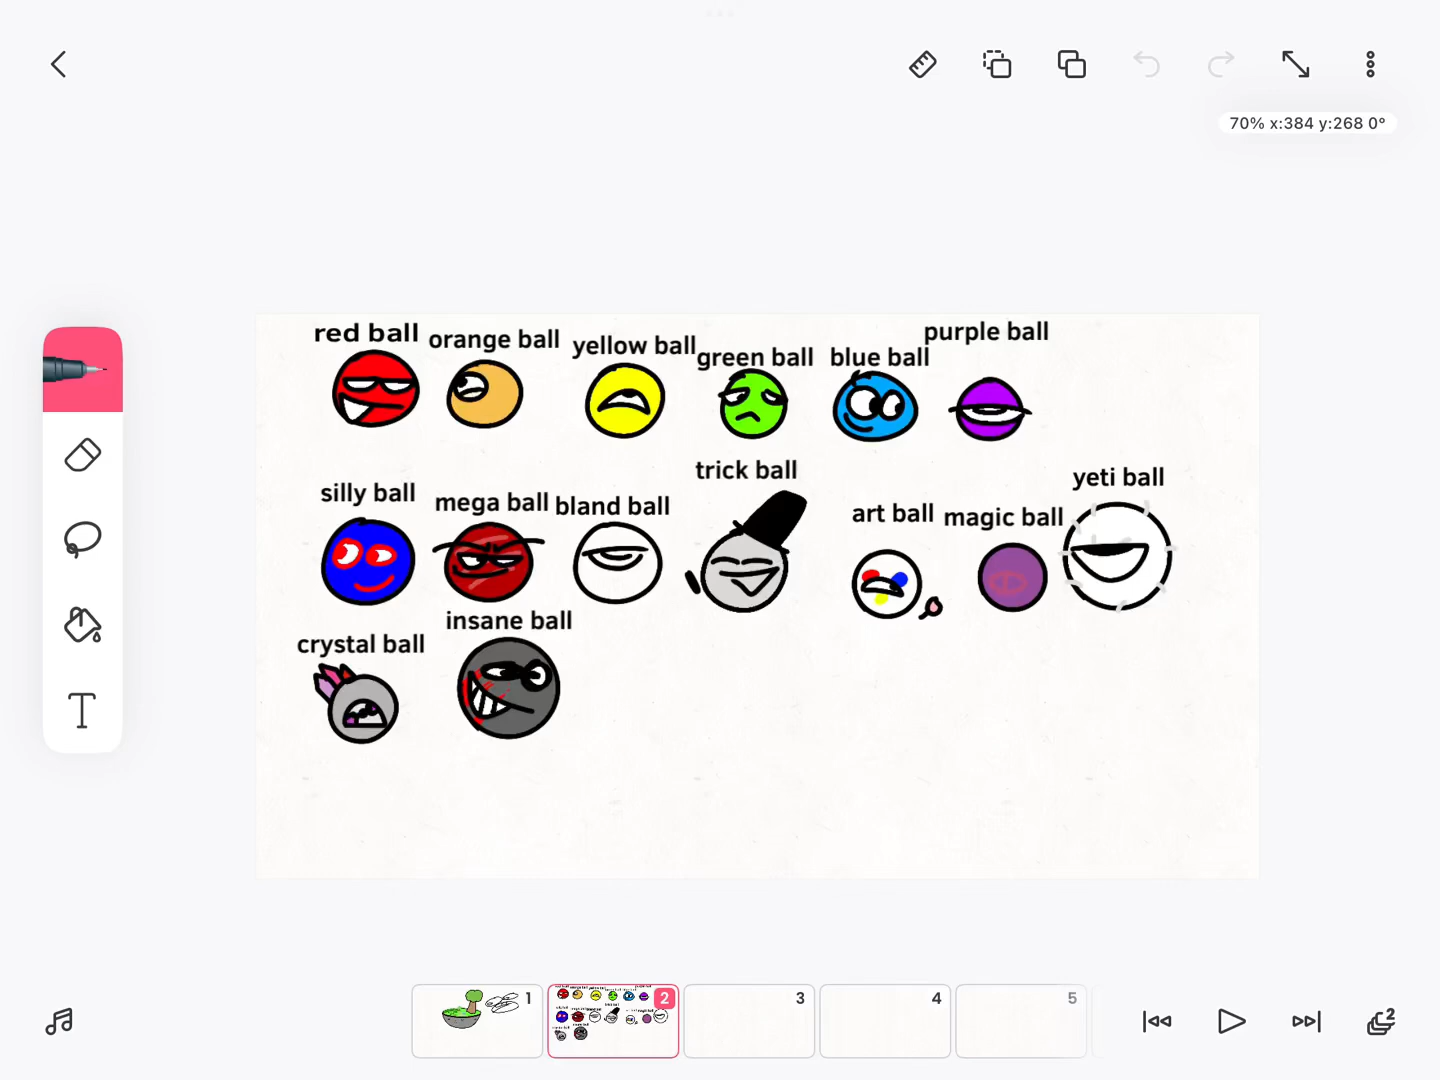 70% x:384 y:268 0°
red ball
orange ball
yellow ball
green ball
blue ball
purple ball
silly ball
mega ball
bland ball
trick ball
art ball
magic ball
yeti ball
crystal ball
insane ball
T
1
2
3
4
5
2